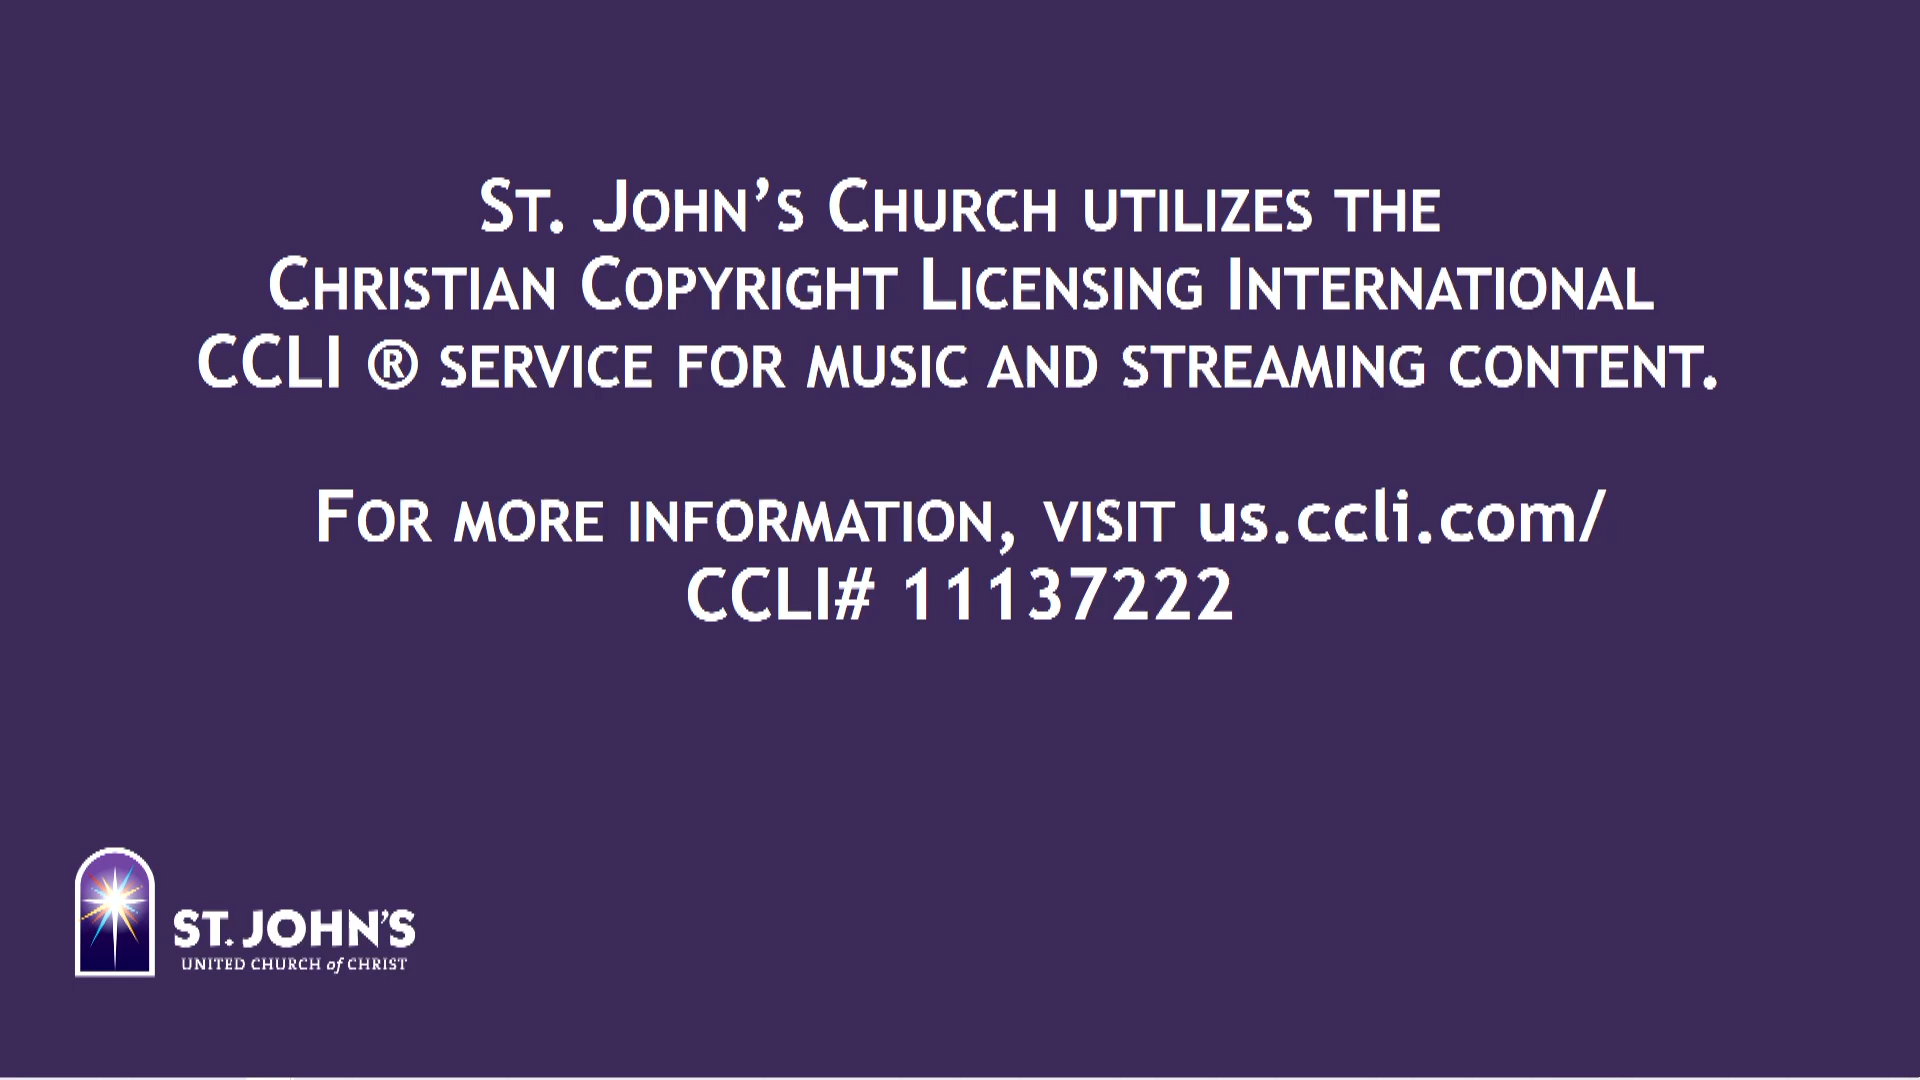 St. John’s Church utilizes the
Christian Copyright Licensing International
CCLI ® service for music and streaming content.
For more information, visit us.ccli.com/
CCLI# 11137222
ST. JOHN'S
UNITED CHURCH of CHRIST